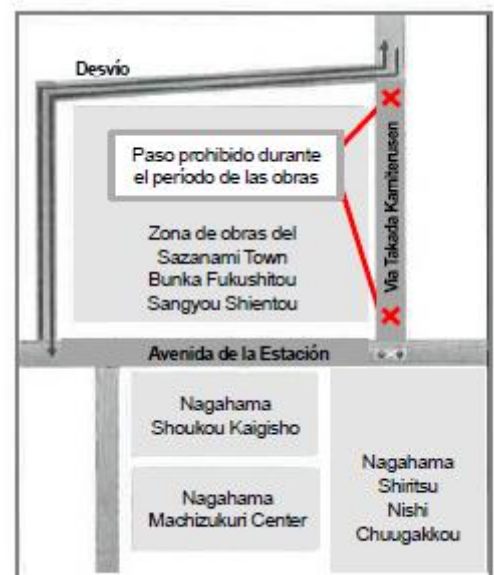 Desvío
Paso prohibido durante
el período de las obras
Vía Takada Kamiterusen
Zona de obras del
Sazanami Town
Bunka Fukushitou
Sangyou Shientou
Avenida de la Estación
Nagahama
Shoukou Kaigisho
Nagahama
Machizukuri Center
Nagahama
Shiritsu
Nishi
Chuugakkou